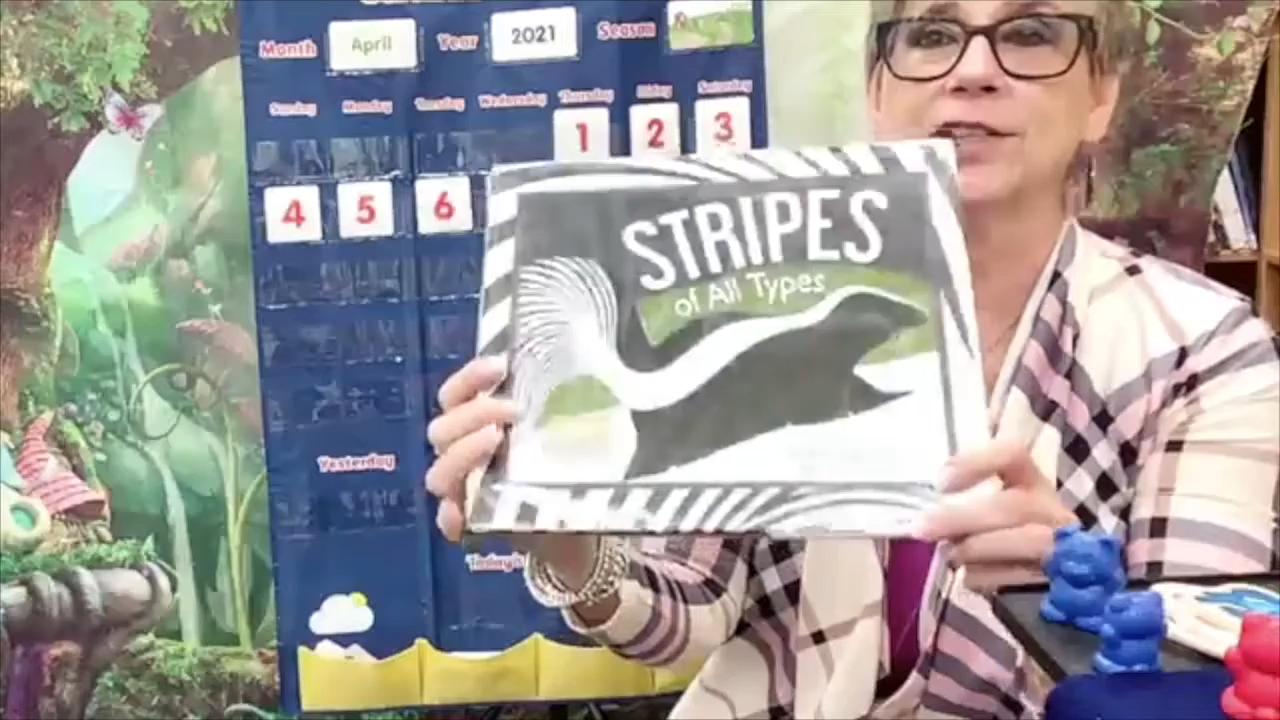 Month April Year 2021 Season
Sunday Monday Tuesday Wednesday Thursday Friday Saturday
1 2 3
4 5 6
STRIPES
of All Types
Yesterday
Today's